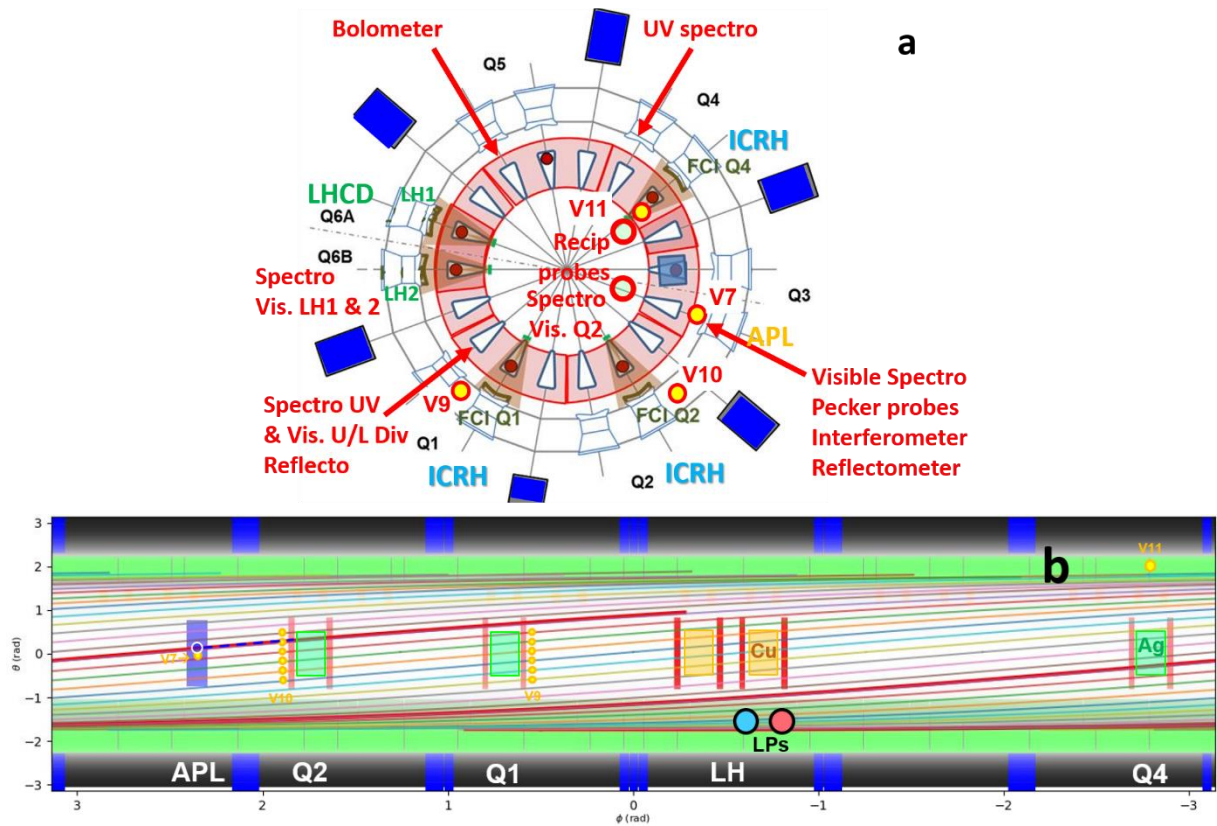 a
Bolometer
UV spectro
Q5
Q4
ICRH
FCI Q4
LHCD
LH1
Q6A
V11
Recip
probes
Q6B
LH2
Spectro
Vis. LH1 & 2
Spectro
Vis. Q2
V7
Q3
APL
V10
V9
FCI Q1
FCI Q2
Spectro UV
& Vis. U/L Div
Reflecto
Q1
ICRH
Q2
ICRH
Visible Spectro
Pecker probes
Interferometer
Reflectometer
b
3
2
1
0
−1
−2
−3
V11
V7
V10
V9
Cu
Ag
LPs
APL
Q2
Q1
LH
Q4
3
2
1
0
−1
−2
−3
ϕ (rad)